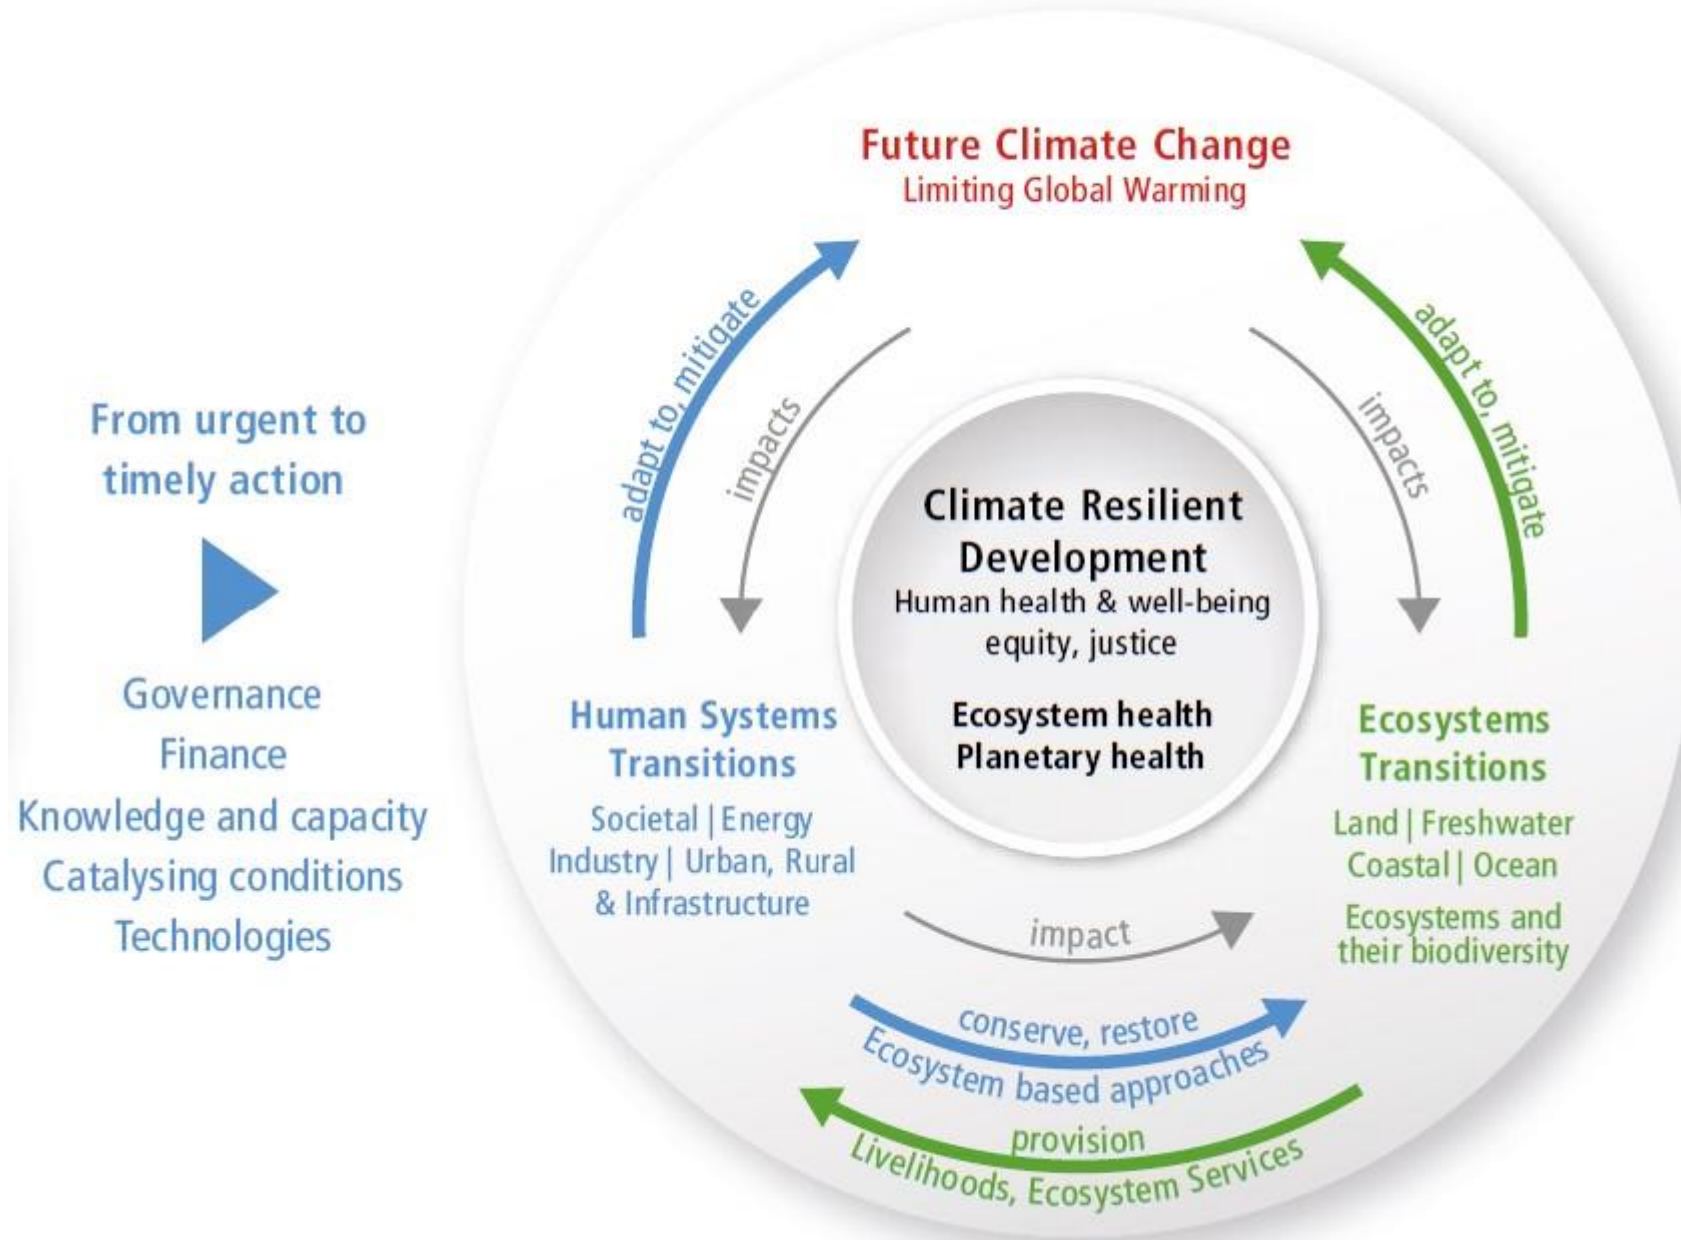 From urgent to
timely action
Governance
Finance
Knowledge and capacity
Catalysing conditions
Technologies
Future Climate Change
Limiting Global Warming
adapt to, mitigate
impacts
impacts
adapt to, mitigate
Climate Resilient
Development
Human health & well-being
equity, justice
Ecosystem health
Planetary health
Human Systems
Transitions
Societal | Energy
Industry | Urban, Rural
& Infrastructure
Ecosystems
Transitions
Land | Freshwater
Coastal | Ocean
Ecosystems and
their biodiversity
impact
conserve, restore
Ecosystem based approaches
provision
Livelihoods, Ecosystem Services